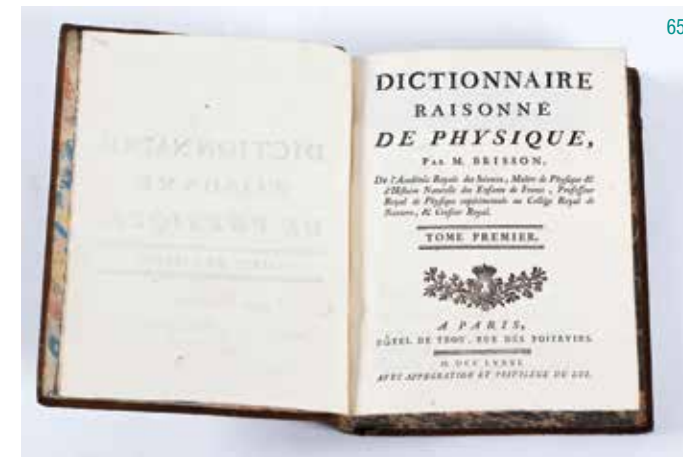 65
DICTIONNAIRE
RAISONNÉ
DE PHYSIQUE,
PAR M. BRISSON,
De l'Académie Royale des Sciences, Maître de Physique &
d'Histoire Naturelle des Enfans de France, Professeur
Royal de Physique expérimentale au Collège Royal de
Navarre, & Censeur Royal.
TOME PREMIER.
A PARIS,
HÔTEL DE THOU, RUE DES POITEVINS.
M. DCC. LXXXI.
AVEC APPROBATION ET PRIVILÈGE DU ROI.